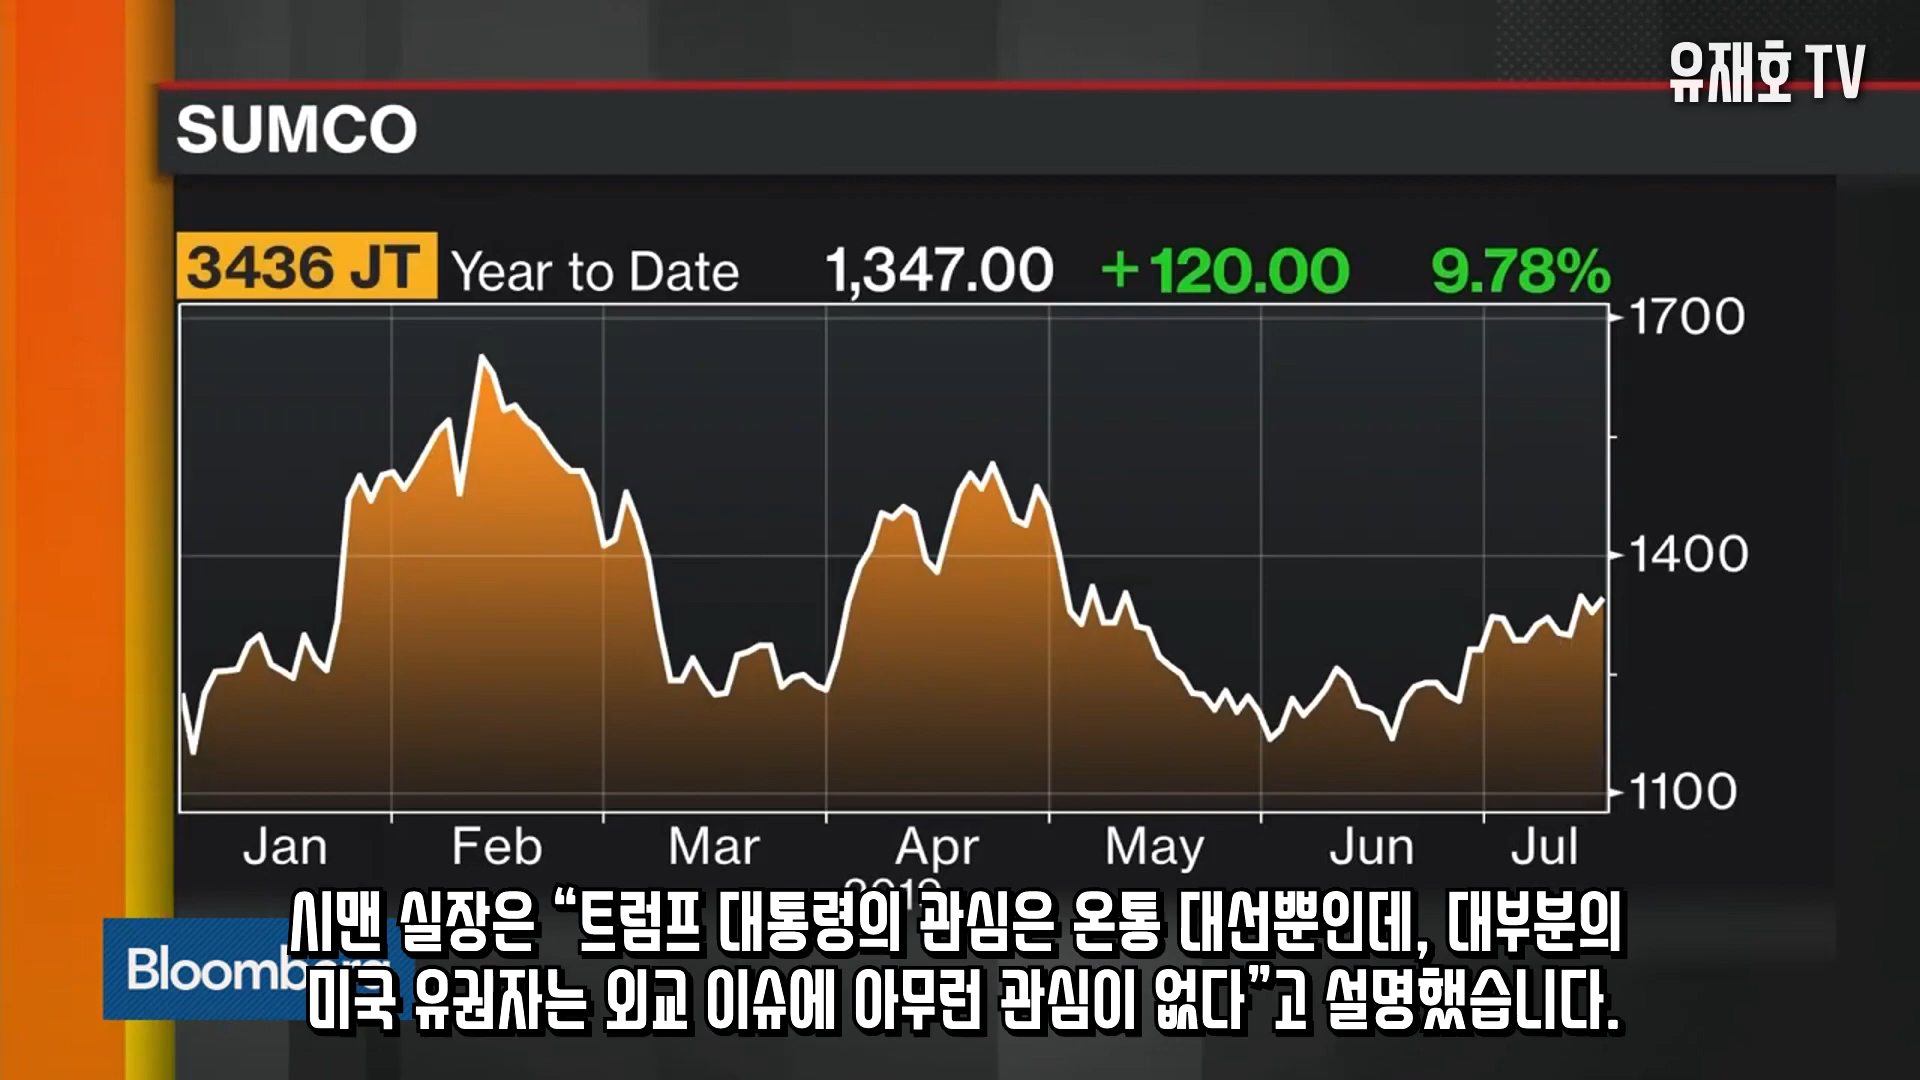 유재호 TV
SUMCO
3436 JT Year to Date 1,347.00 +120.00 9.78%
1700
1400
1100
Jan Feb Mar Apr May Jun Jul
2019
시맨 실장은 “트럼프 대통령의 관심은 온통 대선뿐인데, 대부분의
미국 유권자는 외교 이슈에 아무런 관심이 없다”고 설명했습니다.
Bloomberg